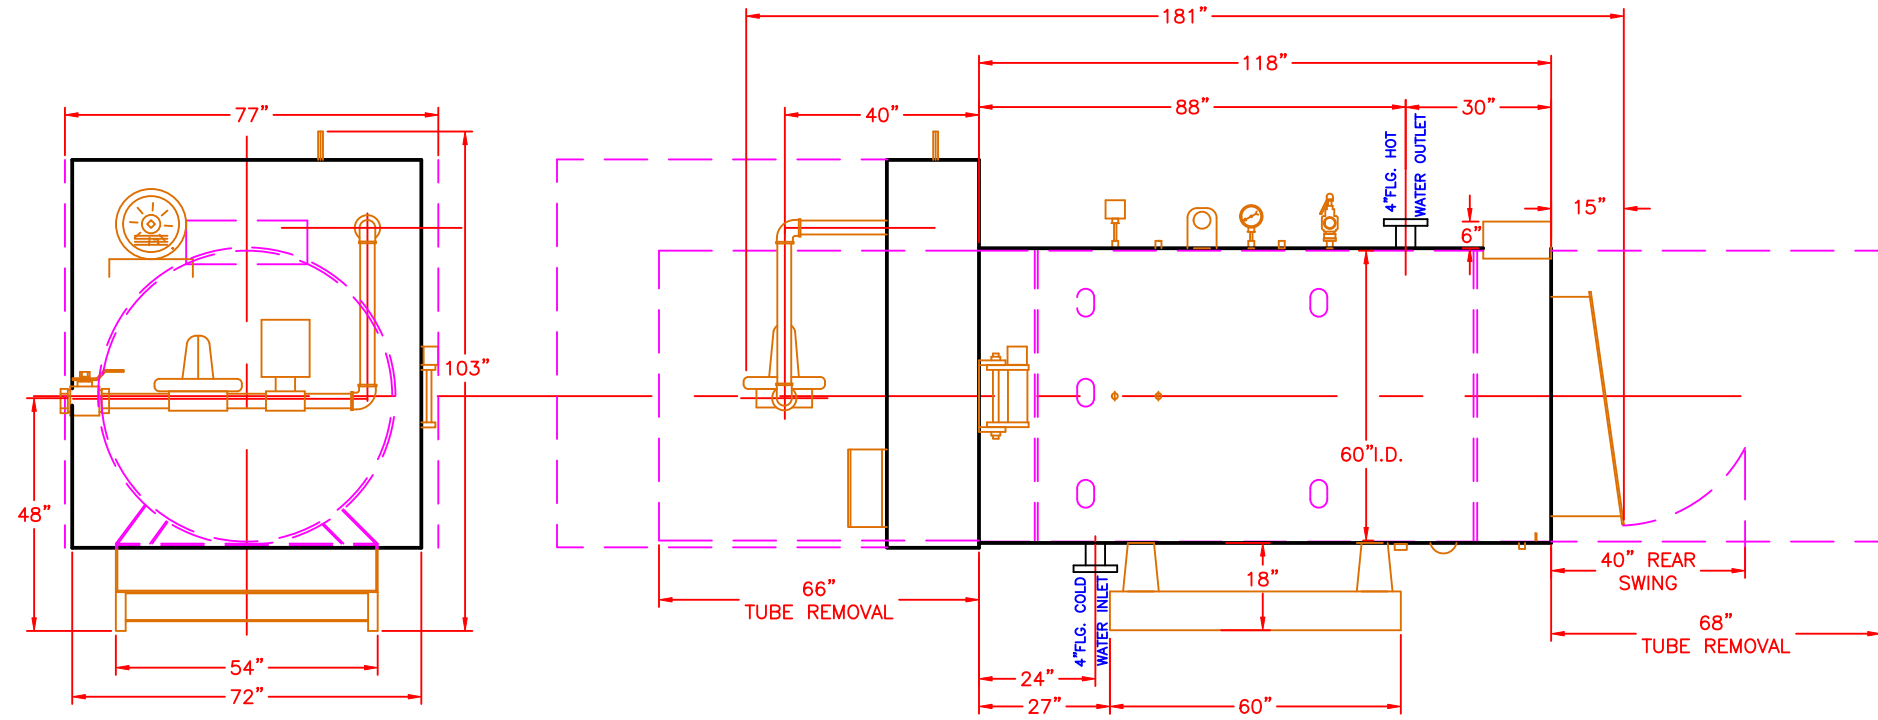 181”
118”
88”
30”
77”
40”
4”FLG. HOT
WATER OUTLET
15”
6”
103”
60”I.D.
48”
18”
40” REAR
SWING
66”
TUBE REMOVAL
68”
TUBE REMOVAL
4”FLG. COLD
WATER INLET
54”
72”
24”
27”
60”